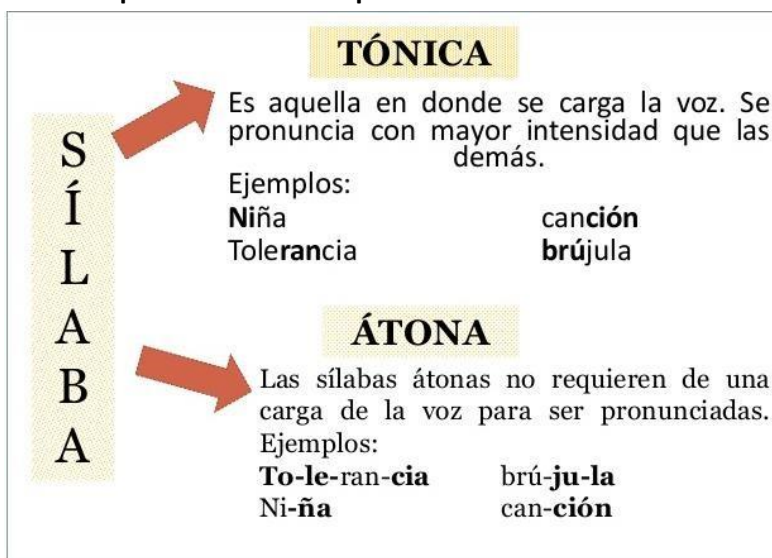 SÍLABA
TÓNICA
Es aquella en donde se carga la voz. Se
pronuncia con mayor intensidad que las
demás.
Ejemplos:
Niña canción
Tolerancia brújula
ÁTONA
Las sílabas átonas no requieren de una
carga de la voz para ser pronunciadas.
Ejemplos:
To-le-ran-cia brú-ju-la
Ni-ña can-ción